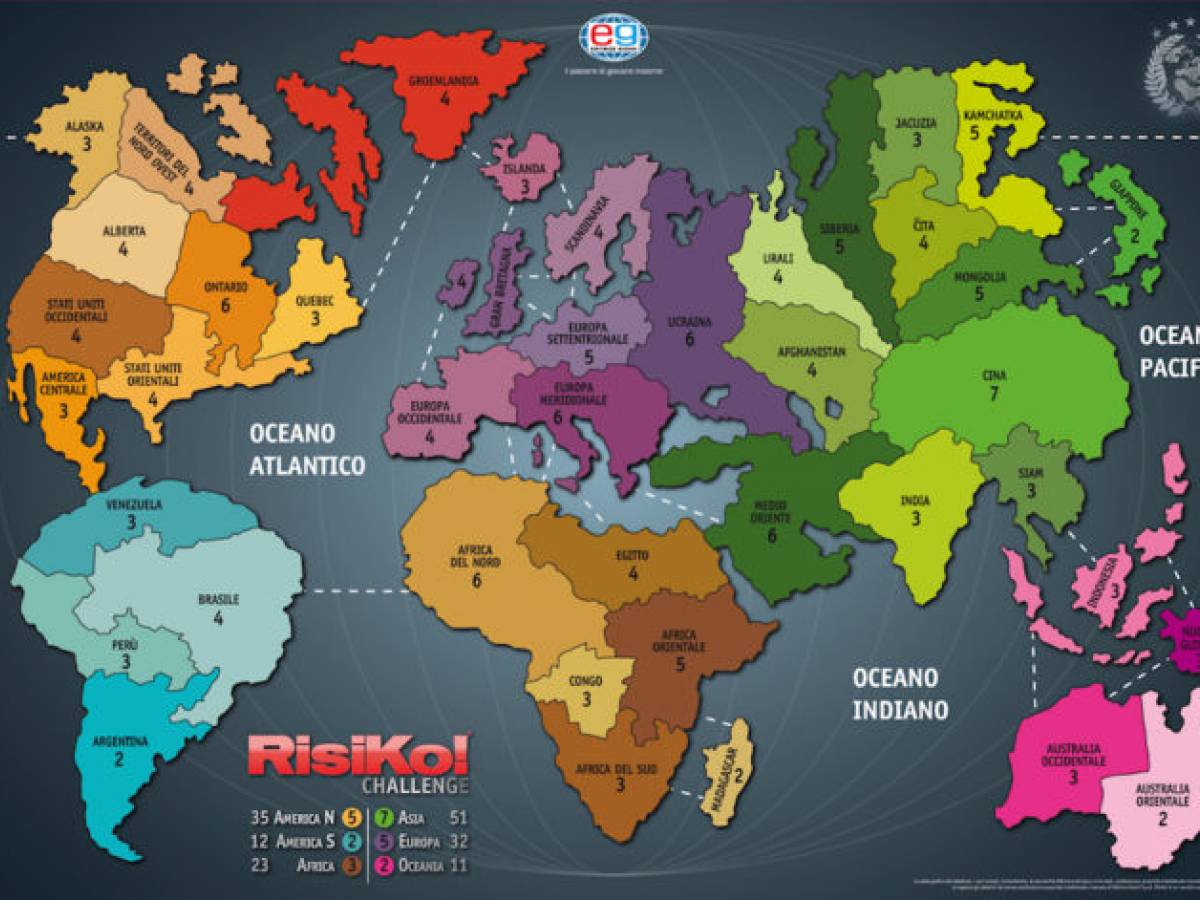 eg
EDITRICE GIOCHI
Il piacere di giocare insieme
GROENLANDIA
4
ALASKA
3
TERRITORI DEL
NORD OVEST
4
ISLANDA
3
JACUZIA
3
KAMCHATKA
5
ALBERTA
4
SCANDINAVIA
4
SIBERIA
5
ČITA
4
GIAPPONE
2
URALI
4
MONGOLIA
5
ONTARIO
6
QUEBEC
3
GRAN BRETAGNA
4
STATI UNITI
OCCIDENTALI
4
EUROPA
SETTENTRIONALE
5
UCRAINA
6
AFGHANISTAN
4
CINA
7
STATI UNITI
ORIENTALI
4
AMERICA
CENTRALE
3
EUROPA
OCCIDENTALE
4
EUROPA
MERIDIONALE
6
OCEANO
ATLANTICO
VENEZUELA
3
MEDIO
ORIENTE
6
INDIA
3
SIAM
3
AFRICA
DEL NORD
6
EGITTO
4
INDONESIA
3
BRASILE
4
PERÙ
3
AFRICA
ORIENTALE
5
CONGO
3
OCEANO
INDIANO
ARGENTINA
2
AFRICA DEL SUD
3
MADAGASCAR
2
AUSTRALIA
OCCIDENTALE
3
AUSTRALIA
ORIENTALE
2
RisiKo!
CHALLENGE
35 AMERICA N 5 7 ASIA 51
12 AMERICA S 2 5 EUROPA 32
23 AFRICA 3 2 OCEANIA 11